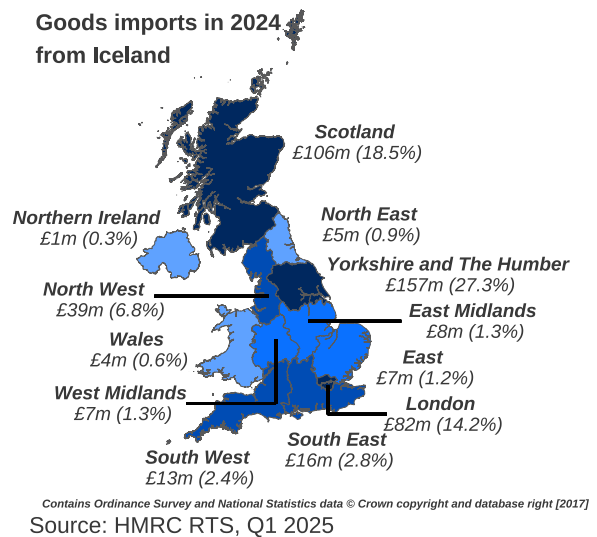 Goods imports in 2024
from Iceland
Scotland
£106m (18.5%)
Northern Ireland
£1m (0.3%)
North East
£5m (0.9%)
Yorkshire and The Humber
£157m (27.3%)
North West
£39m (6.8%)
East Midlands
£8m (1.3%)
Wales
£4m (0.6%)
East
£7m (1.2%)
West Midlands
£7m (1.3%)
London
£82m (14.2%)
South East
£16m (2.8%)
South West
£13m (2.4%)
Contains Ordinance Survey and National Statistics data © Crown copyright and database right [2017]
Source: HMRC RTS, Q1 2025